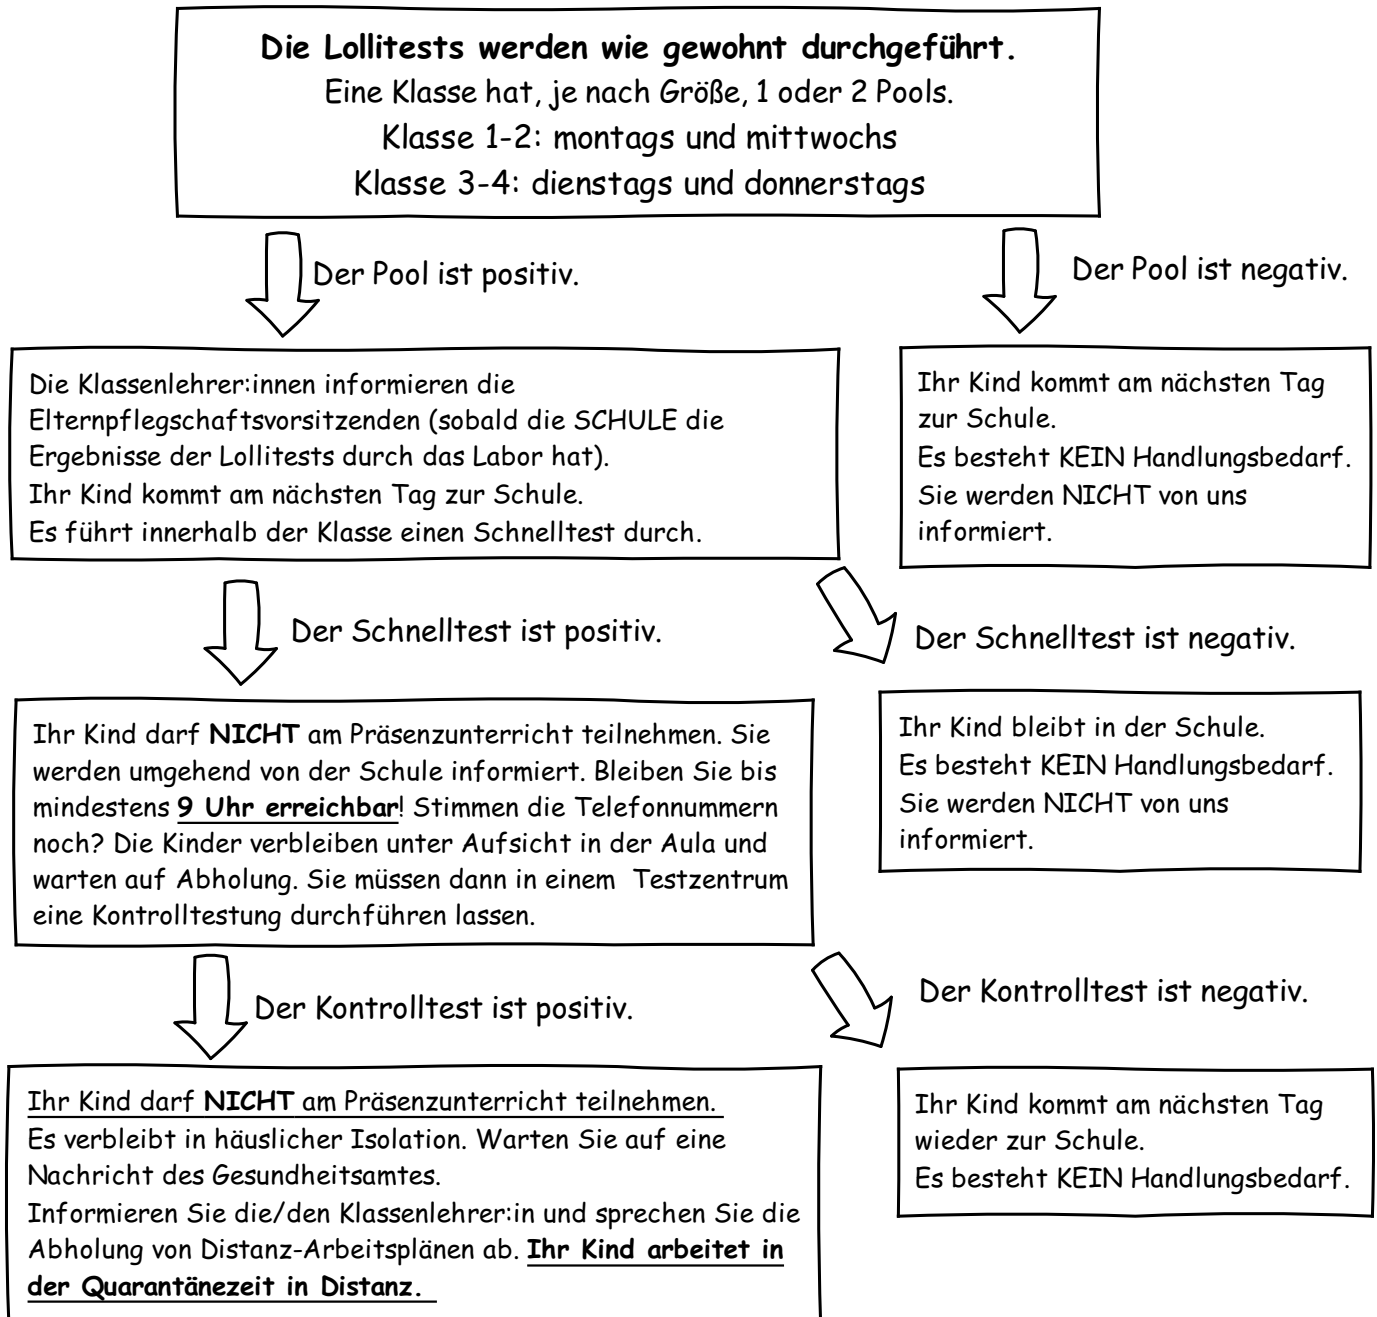 Die Lollitests werden wie gewohnt durchgeführt.
Eine Klasse hat, je nach Größe, 1 oder 2 Pools.
Klasse 1-2: montags und mittwochs
Klasse 3-4: dienstags und donnerstags
Der Pool ist positiv.
Der Pool ist negativ.
Die Klassenlehrer:innen informieren die
Elternpflegschaftsvorsitzenden (sobald die SCHULE die
Ergebnisse der Lollitests durch das Labor hat).
Ihr Kind kommt am nächsten Tag zur Schule.
Es führt innerhalb der Klasse einen Schnelltest durch.
Ihr Kind kommt am nächsten Tag
zur Schule.
Es besteht KEIN Handlungsbedarf.
Sie werden NICHT von uns
informiert.
Der Schnelltest ist positiv.
Der Schnelltest ist negativ.
Ihr Kind darf NICHT am Präsenzunterricht teilnehmen. Sie
werden umgehend von der Schule informiert. Bleiben Sie bis
mindestens 9 Uhr erreichbar! Stimmen die Telefonnummern
noch? Die Kinder verbleiben unter Aufsicht in der Aula und
warten auf Abholung. Sie müssen dann in einem Testzentrum
eine Kontrolltestung durchführen lassen.
Ihr Kind bleibt in der Schule.
Es besteht KEIN Handlungsbedarf.
Sie werden NICHT von uns
informiert.
Der Kontrolltest ist positiv.
Der Kontrolltest ist negativ.
Ihr Kind darf NICHT am Präsenzunterricht teilnehmen.
Es verbleibt in häuslicher Isolation. Warten Sie auf eine
Nachricht des Gesundheitsamtes.
Informieren Sie die/den Klassenlehrer:in und sprechen Sie die
Abholung von Distanz-Arbeitsplänen ab. Ihr Kind arbeitet in
der Quarantänezeit in Distanz.
Ihr Kind kommt am nächsten Tag
wieder zur Schule.
Es besteht KEIN Handlungsbedarf.